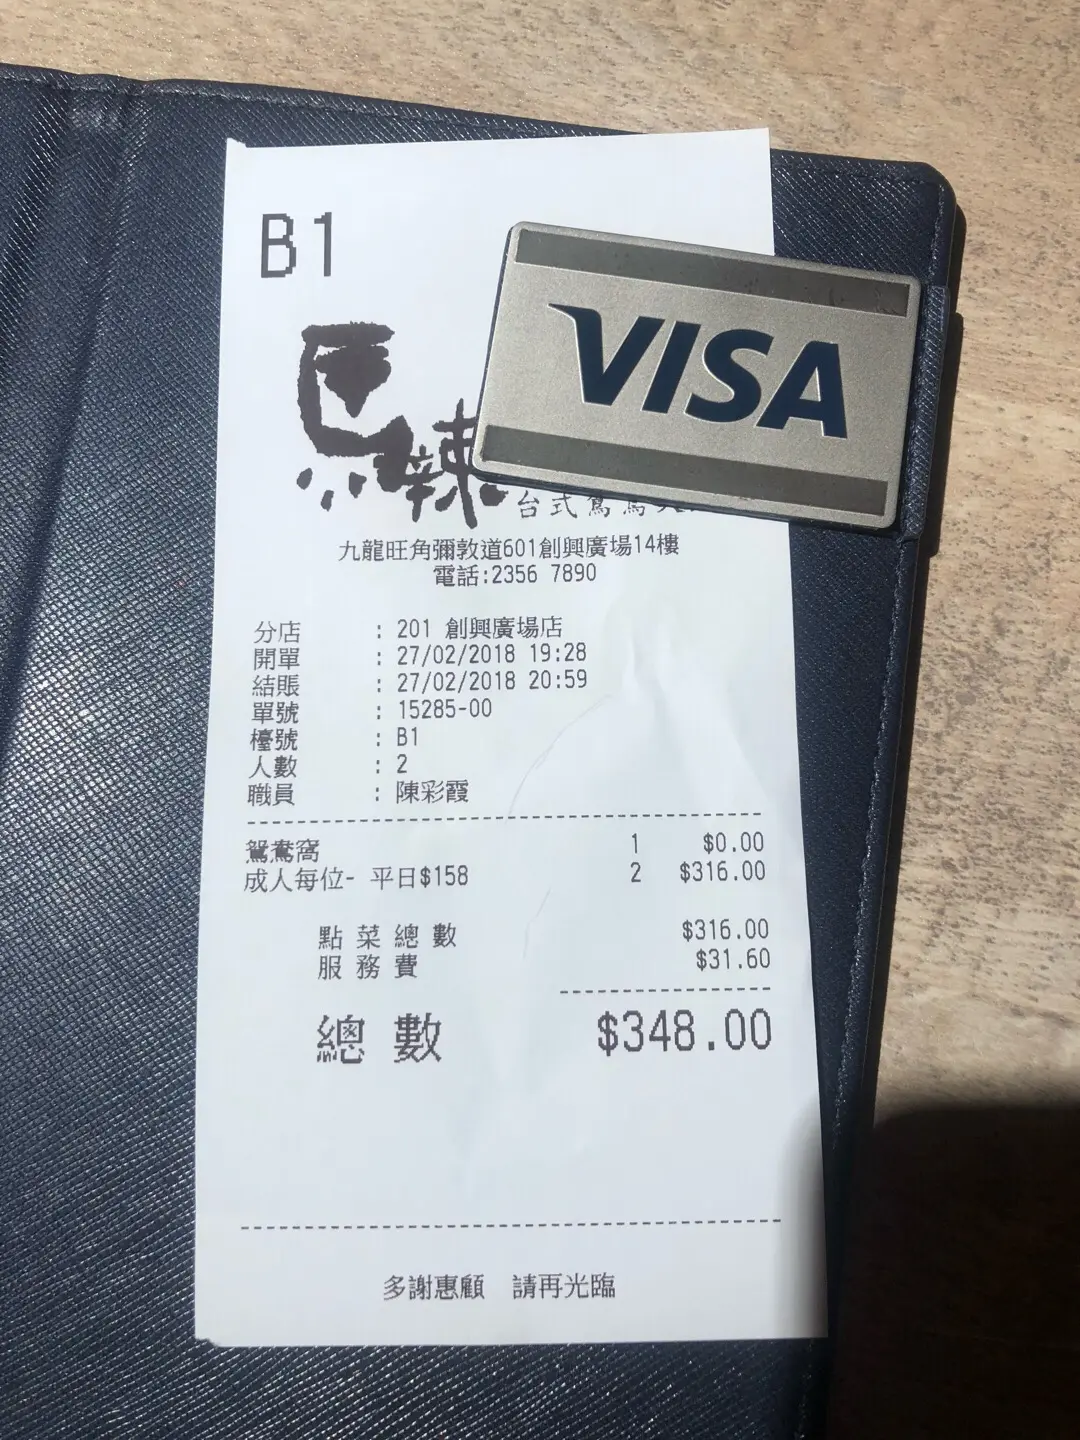 B1
VISA
馬辣
台式鴛鴦
九龍旺角彌敦道601創興廣場14樓
電話:2356 7890
分店 : 201 創興廣場店
開單 : 27/02/2018 19:28
結賬 : 27/02/2018 20:59
單號 : 15285-00
檯號 : B1
人數 : 2
職員 : 陳彩霞
鴛鴦窩 1 $0.00
成人每位- 平日$158 2 $316.00
點菜總數 $316.00
服務費 $31.60
總數 $348.00
多謝惠顧 請再光臨